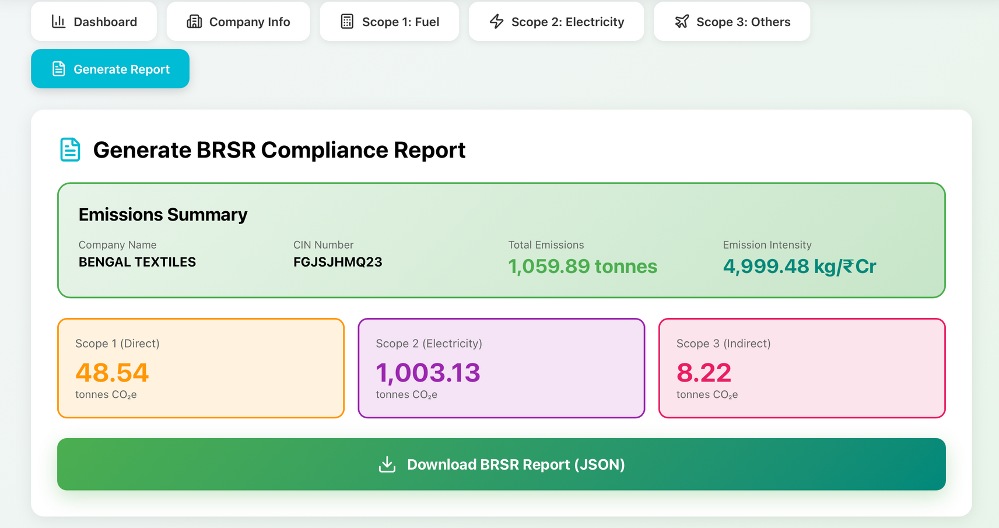 Dashboard
Company Info
Scope 1: Fuel
Scope 2: Electricity
Scope 3: Others
Generate Report
Generate BRSR Compliance Report
Emissions Summary
Company Name
BENGAL TEXTILES
CIN Number
FGJSJHMQ23
Total Emissions
1,059.89 tonnes
Emission Intensity
4,999.48 kg/₹Cr
Scope 1 (Direct)
48.54
tonnes CO₂e
Scope 2 (Electricity)
1,003.13
tonnes CO₂e
Scope 3 (Indirect)
8.22
tonnes CO₂e
Download BRSR Report (JSON)